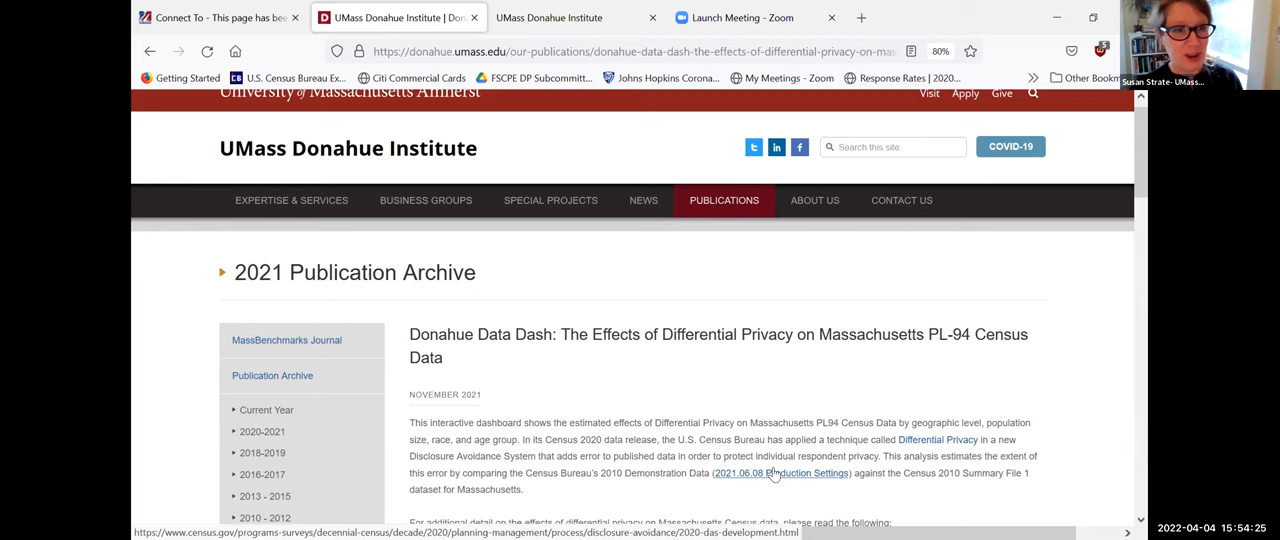 Connect To - This page has bee
UMass Donahue Institute | Don
UMass Donahue Institute
Launch Meeting - Zoom
https://donahue.umass.edu/our-publications/donahue-data-dash-the-effects-of-differential-privacy-on-mas
80%
5
Getting Started
U.S. Census Bureau Ex...
Citi Commercial Cards
FSCPE DP Subcommitt...
Johns Hopkins Corona...
My Meetings - Zoom
Response Rates | 2020...
Other Bookm
Susan Strate- UMass...
University of Massachusetts Amherst
Visit Apply Give
UMass Donahue Institute
Search this site
COVID-19
EXPERTISE & SERVICES BUSINESS GROUPS SPECIAL PROJECTS NEWS PUBLICATIONS ABOUT US CONTACT US
2021 Publication Archive
MassBenchmarks Journal
Publication Archive
Current Year
2020-2021
2018-2019
2016-2017
2013 - 2015
2010 - 2012
Donahue Data Dash: The Effects of Differential Privacy on Massachusetts PL-94 Census
Data
NOVEMBER 2021
This interactive dashboard shows the estimated effects of Differential Privacy on Massachusetts PL94 Census Data by geographic level, population
size, race, and age group. In its Census 2020 data release, the U.S. Census Bureau has applied a technique called Differential Privacy in a new
Disclosure Avoidance System that adds error to published data in order to protect individual respondent privacy. This analysis estimates the extent of
this error by comparing the Census Bureau's 2010 Demonstration Data (2021.06.08 Production Settings) against the Census 2010 Summary File 1
dataset for Massachusetts.
For additional detail on the effects of differential privacy on Massachusetts Census data, please read the following:
https://www.census.gov/programs-surveys/decennial-census/decade/2020/planning-management/process/disclosure-avoidance/2020-das-development.html
2022-04-04 15:54:25